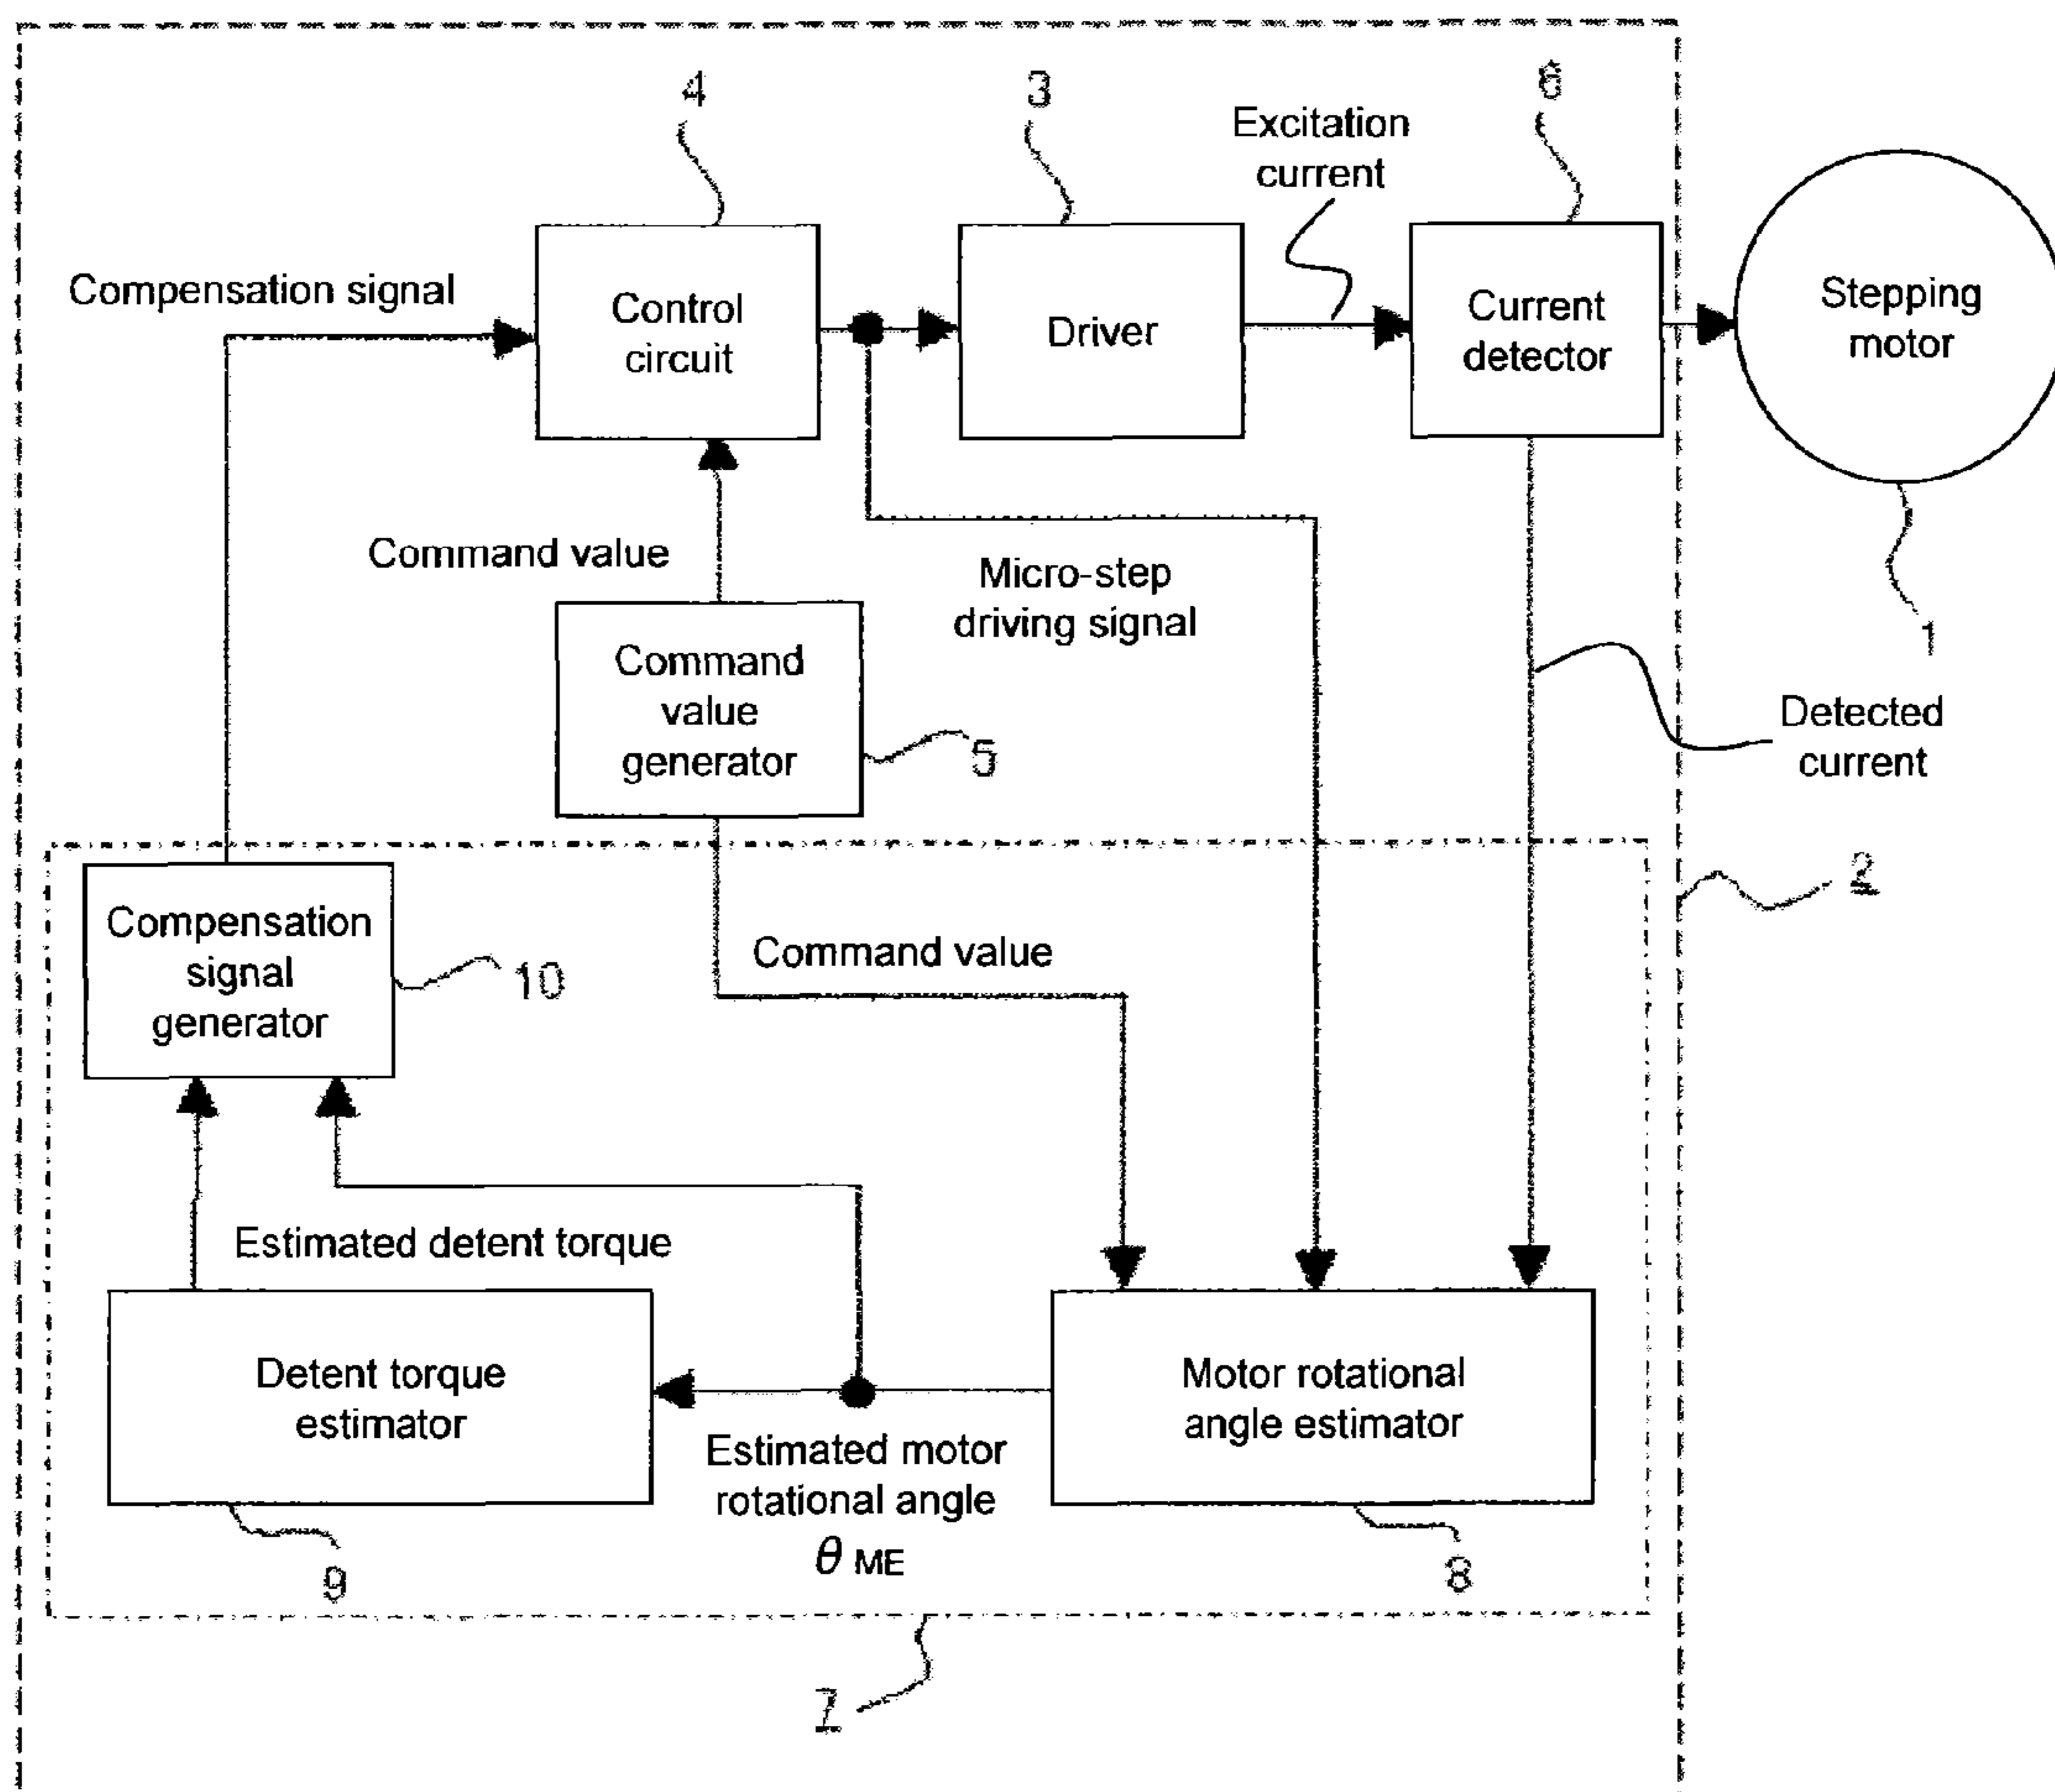 4
3
6
Excitation
current
Compensation signal
Control
circuit
Driver
Current
detector
Stepping
motor
Command value
Micro-step
driving signal
1
Command
value
generator
5
Detected
current
2
Compensation
signal
generator
10
Command value
Estimated detent torque
Detent torque
estimator
Motor rotational
angle estimator
Estimated motor
rotational angle
θ ME
9
8
7